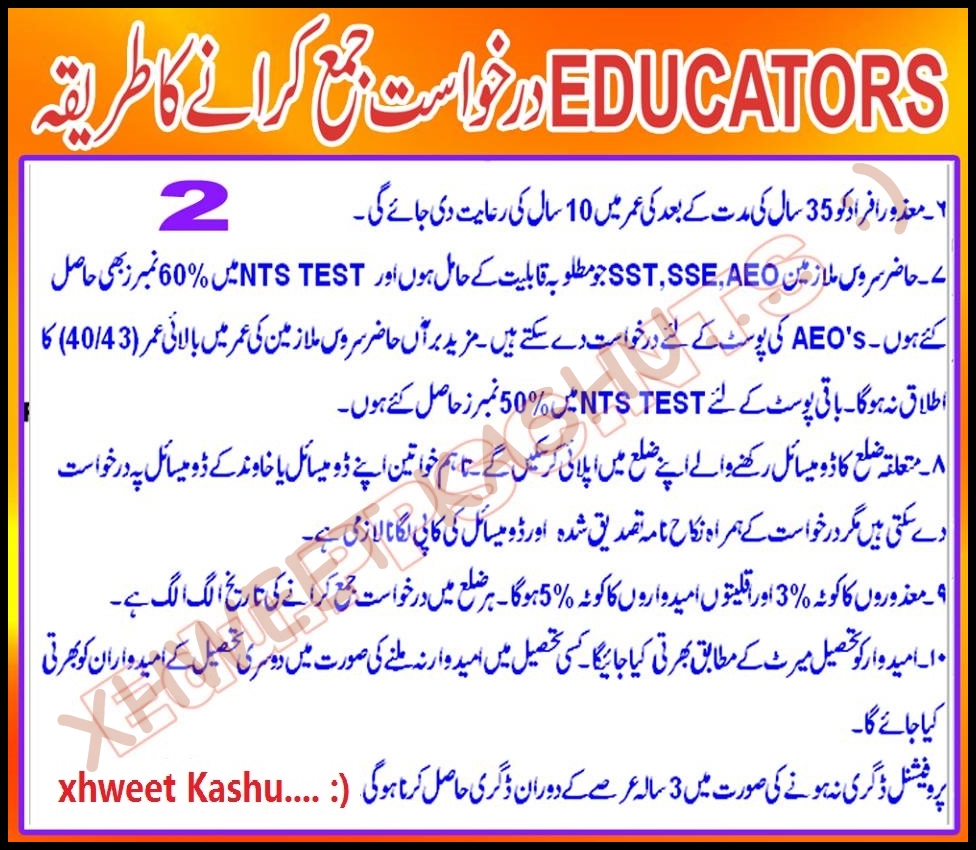 EDUCATORS درخواست جمع کرانے کا طریقہ
2
۶۔ معذور افراد کو 35 سال کی مدت کے بعد کی عمر میں 10 سال کی رعایت دی جائے گی۔
۷۔ حاضر سروس ملازمین SST,SSE,AEO جو مطلوبہ قابلیت کے حامل ہوں اور NTS TEST میں %60 نمبرز بھی حاصل
کئے ہوں۔ AEO's کی پوسٹ کے لئے درخواست دے سکتے ہیں۔ مزید برآں حاضر سروس ملازمین کی عمر میں بالائی عمر (40/43) کا
اطلاق نہ ہوگا۔ باقی پوسٹ کے لئے NTS TEST میں %50 نمبرز حاصل کئے ہوں۔
۸۔ متعلقہ ضلع کا ڈومیسائل رکھنے والے اپنے ضلع میں اپلائی کر سکیں گے۔ تاہم خواتین اپنے ڈومیسائل یا خاوند کے ڈومیسائل پہ درخواست
دے سکتی ہیں مگر درخواست کے ہمراہ نکاح نامہ تصدیق شدہ اور ڈومیسائل کی کاپی لگانا لازمی ہے۔
۹۔ معذوروں کا کوٹہ %3 اور اقلیتوں امیدواروں کا کوٹہ %5 ہوگا۔ ہر ضلع میں درخواست جمع کرانے کی تاریخ الگ الگ ہے۔
۱۰۔ امیدوار کو تحصیل میرٹ کے مطابق بھرتی کیا جائیگا۔ کسی تحصیل میں امیدوار نہ ملنے کی صورت میں دوسری تحصیل کے امیدواران کو بھرتی
کیا جائے گا۔
پروفیشنل ڈگری نہ ہونے کی صورت میں 3 سالہ عرصے کے دوران ڈگری حاصل کرنا ہوگی
xhweet Kashu.... :)